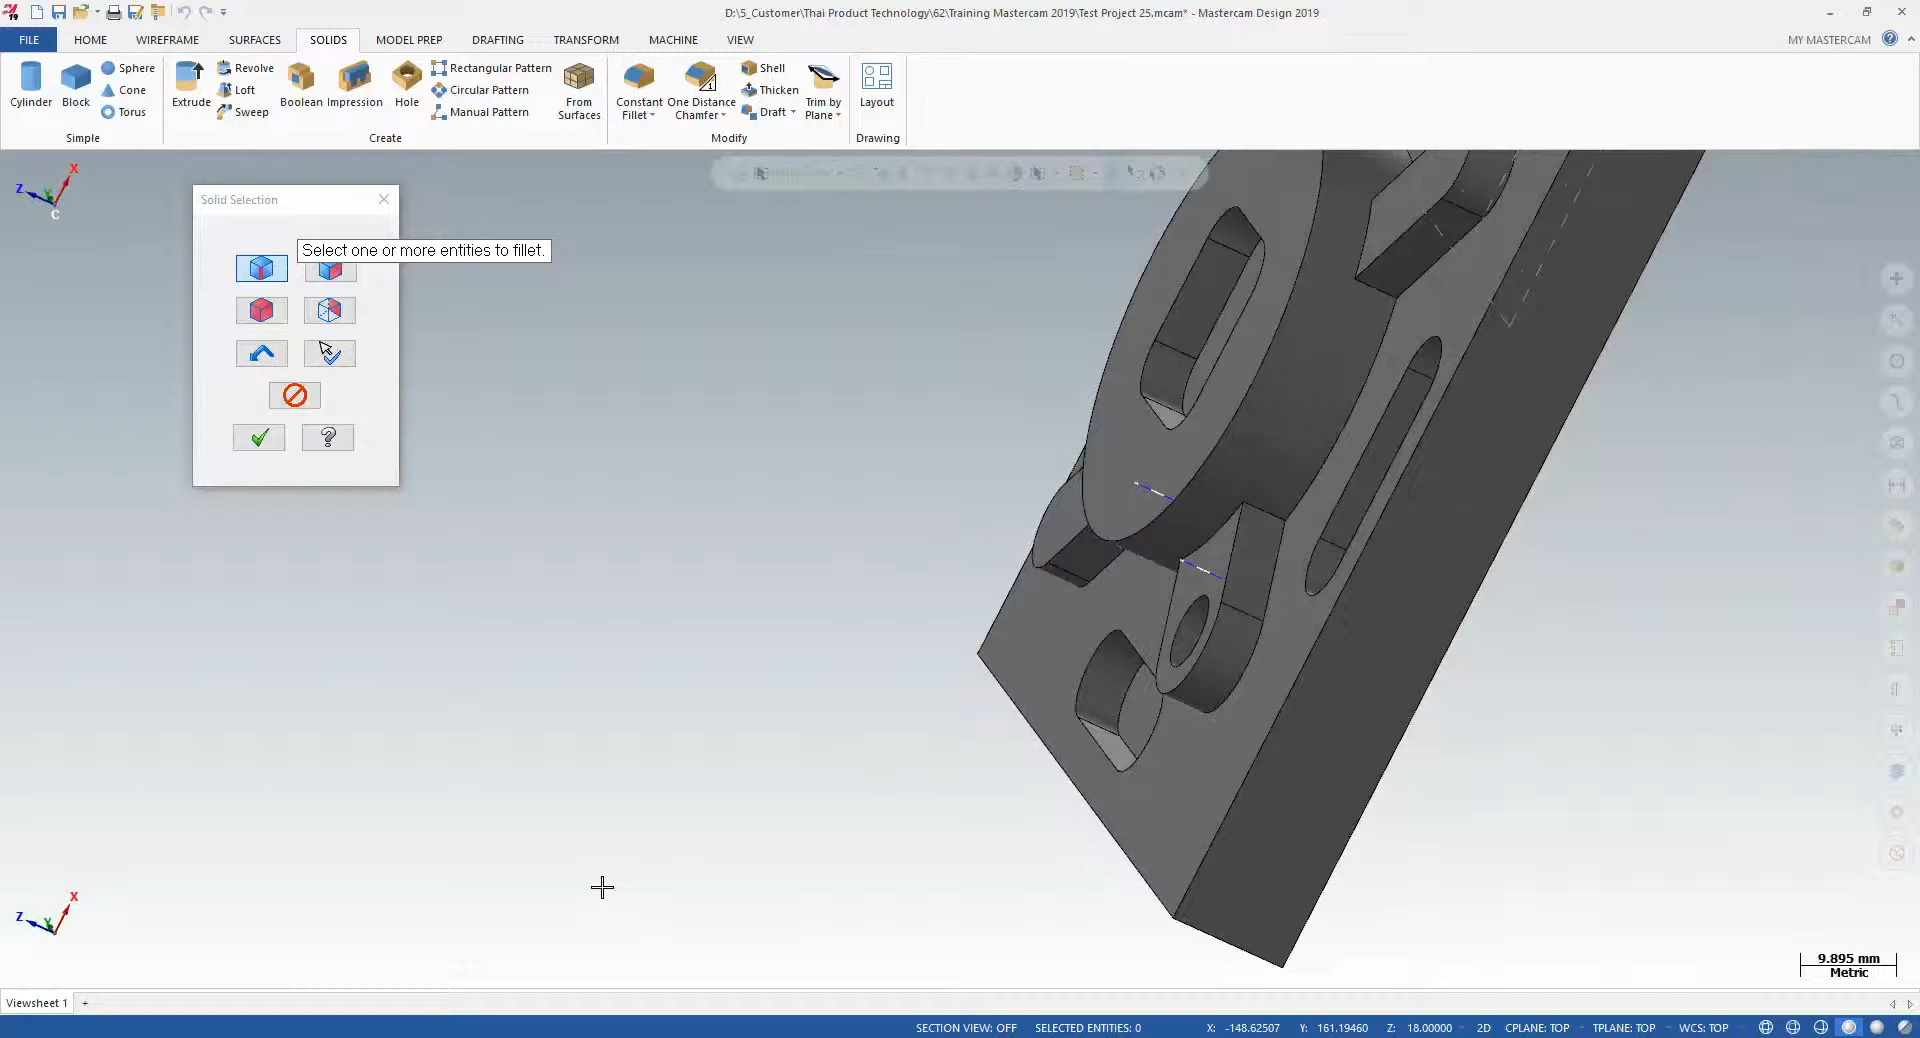 D:\5_Customer\Thai Product Technology\62\Training Mastercam 2019\Test Project 25.mcam* - Mastercam Design 2019
FILE HOME WIREFRAME SURFACES SOLIDS MODEL PREP DRAFTING TRANSFORM MACHINE VIEW MY MASTERCAM
Cylinder Block Sphere Cone Torus
Simple
Extrude Revolve Loft Sweep Boolean Impression Hole Rectangular Pattern Circular Pattern Manual Pattern From Surfaces
Create
Constant Fillet One Distance Chamfer Shell Thicken Draft Trim by Plane
Modify
Layout
Drawing
X
Z
Y
C
Solid Selection
Select one or more entities to fillet.
X
Z
Y
9.895 mm
Metric
Viewsheet 1 +
SECTION VIEW: OFF SELECTED ENTITIES: 0 X: -148.62507 Y: 161.19460 Z: 18.00000 2D CPLANE: TOP TPLANE: TOP WCS: TOP